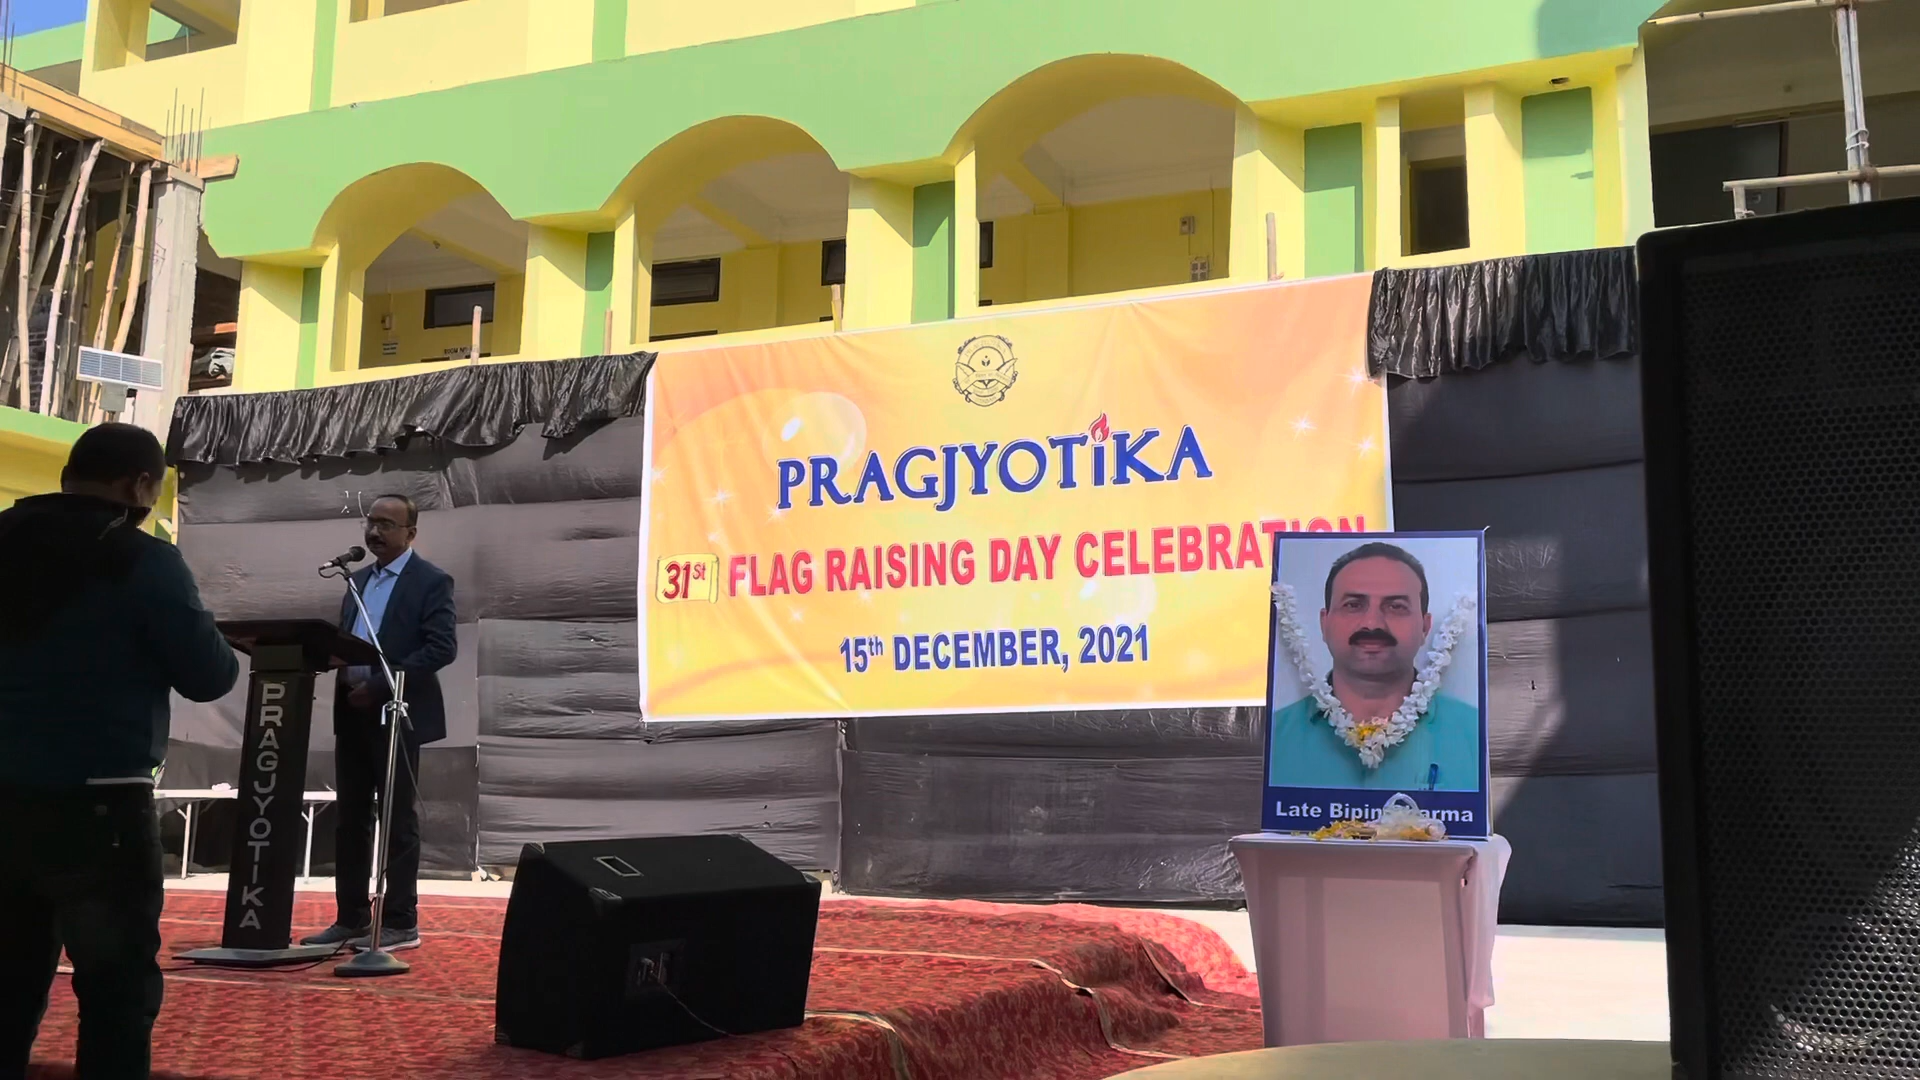 PRAGJYOTIKA
31st FLAG RAISING DAY CELEBRATION
15th DECEMBER, 2021
Late Bipin
PRAGJYOTIKA